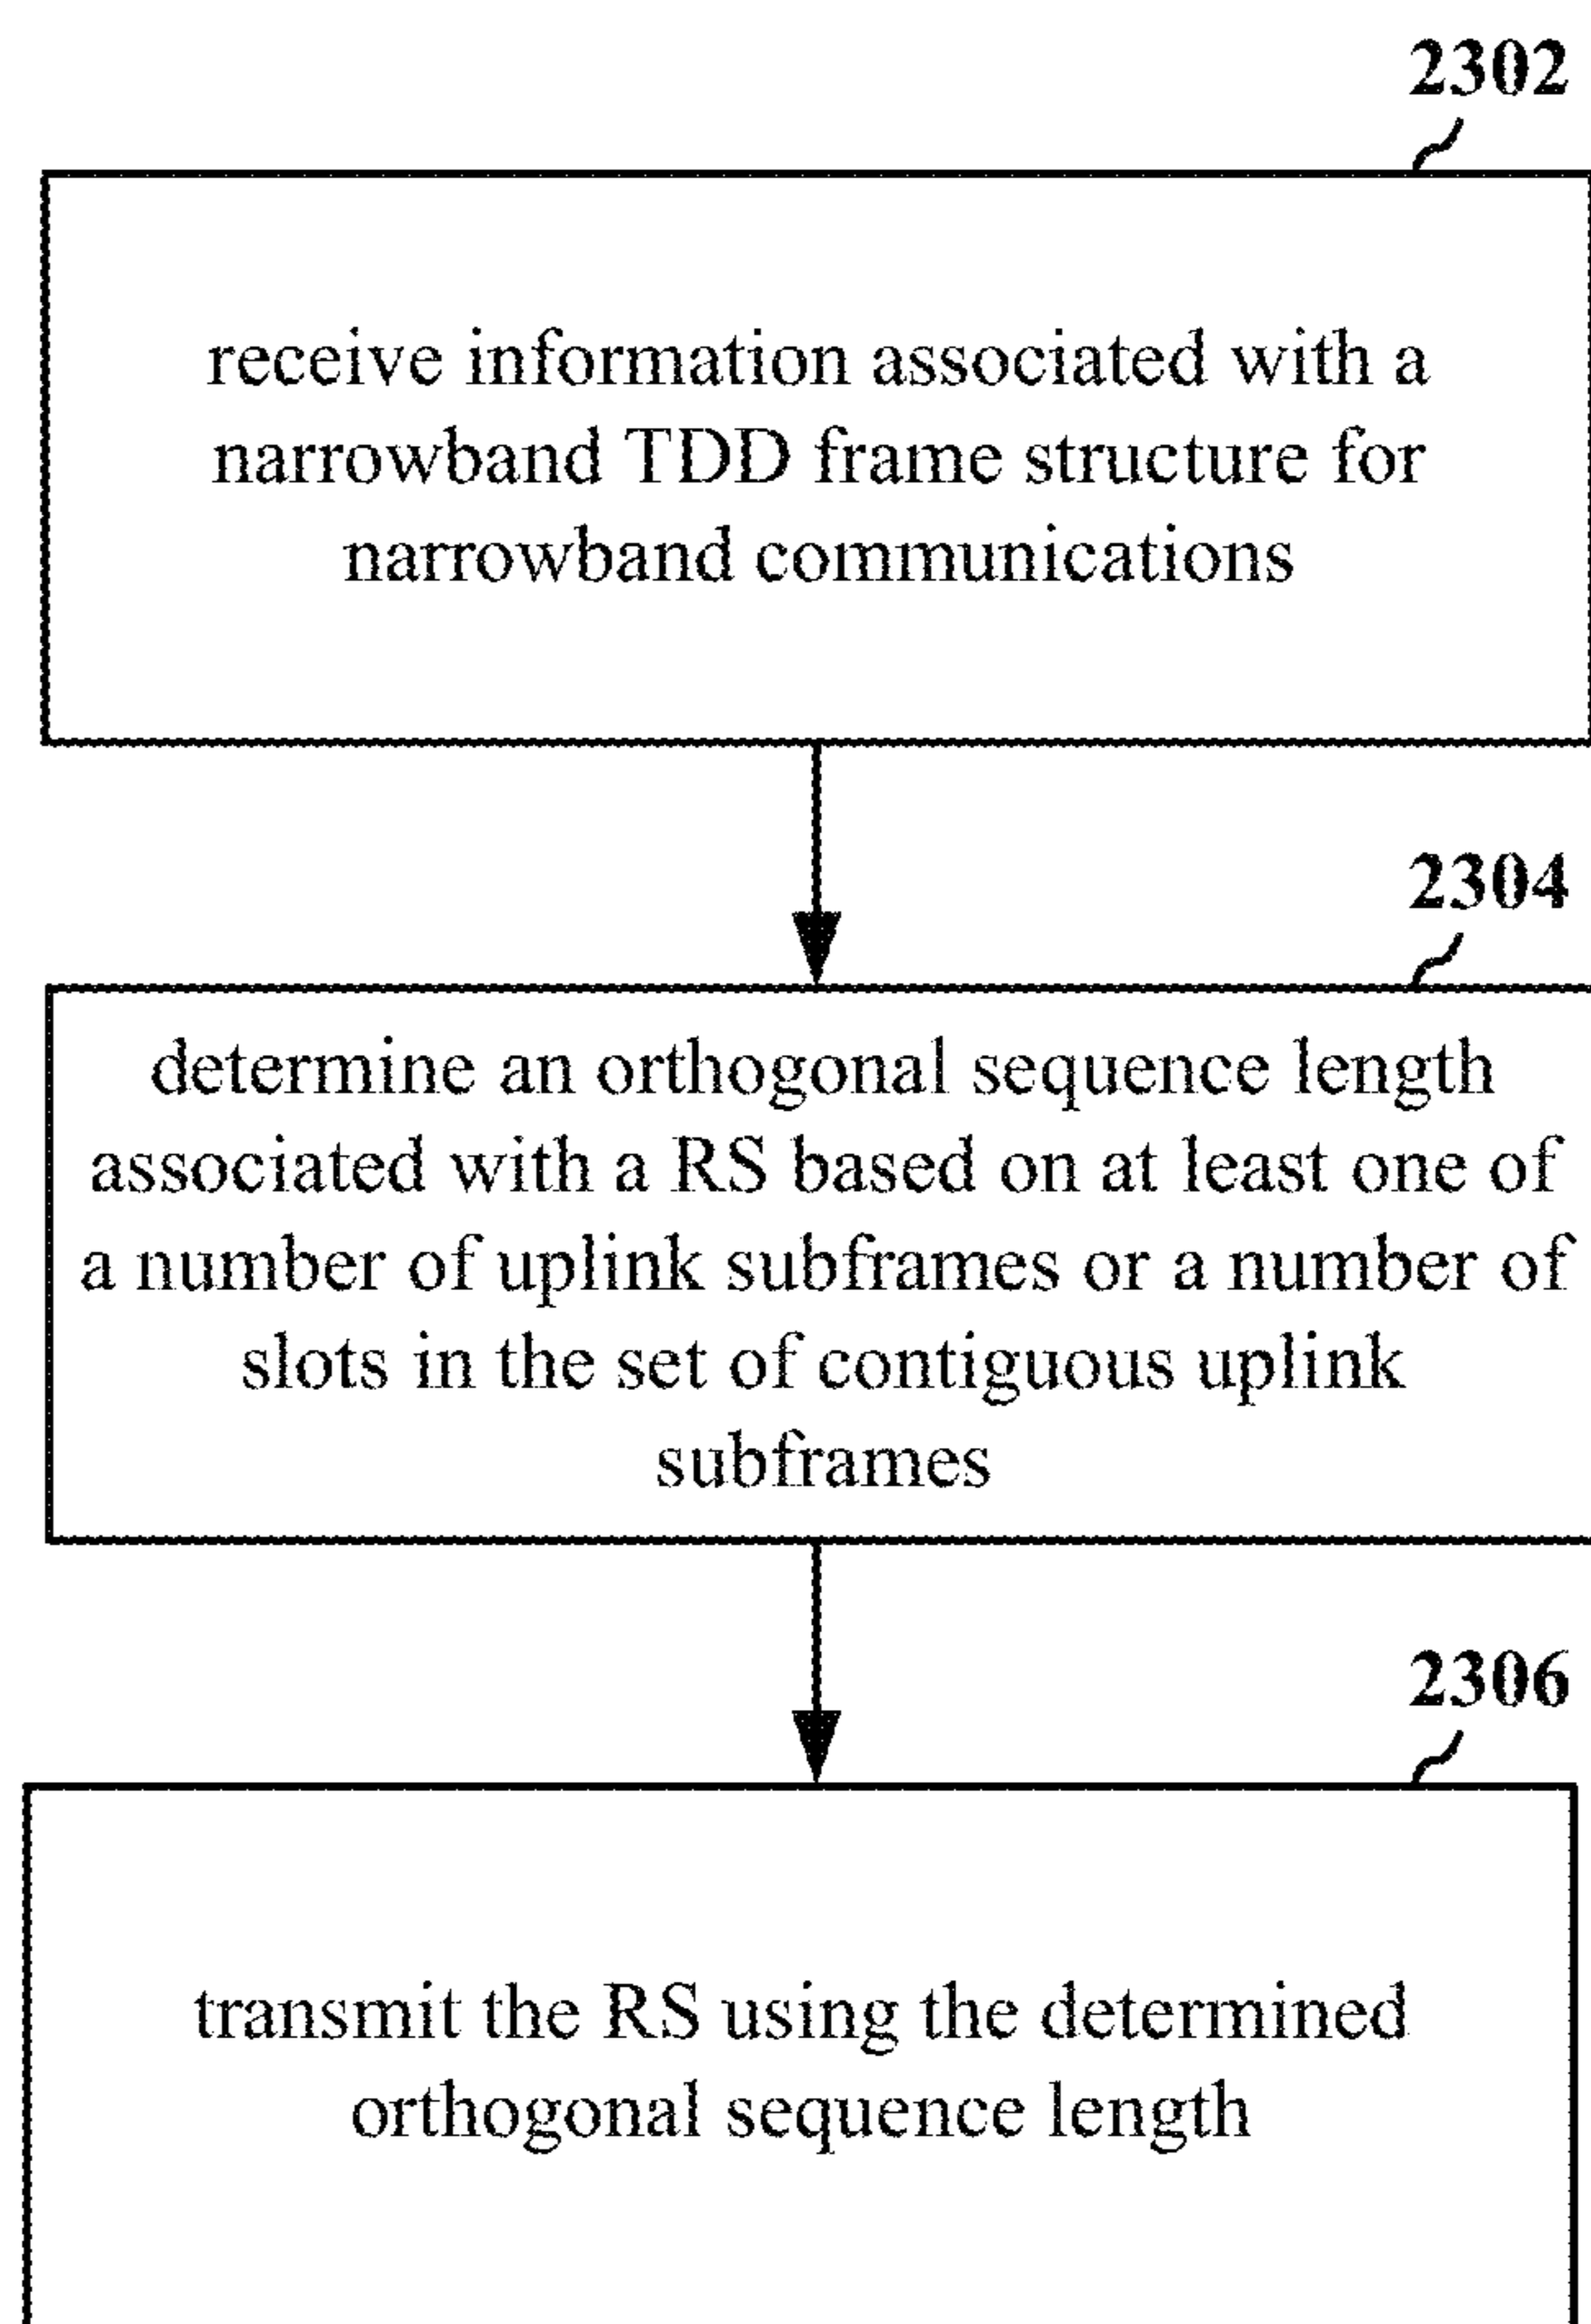 2302
receive information associated with a
narrowband TDD frame structure for
narrowband communications
2304
determine an orthogonal sequence length
associated with a RS based on at least one of
a number of uplink subframes or a number of
slots in the set of contiguous uplink
subframes
2306
transmit the RS using the determined
orthogonal sequence length